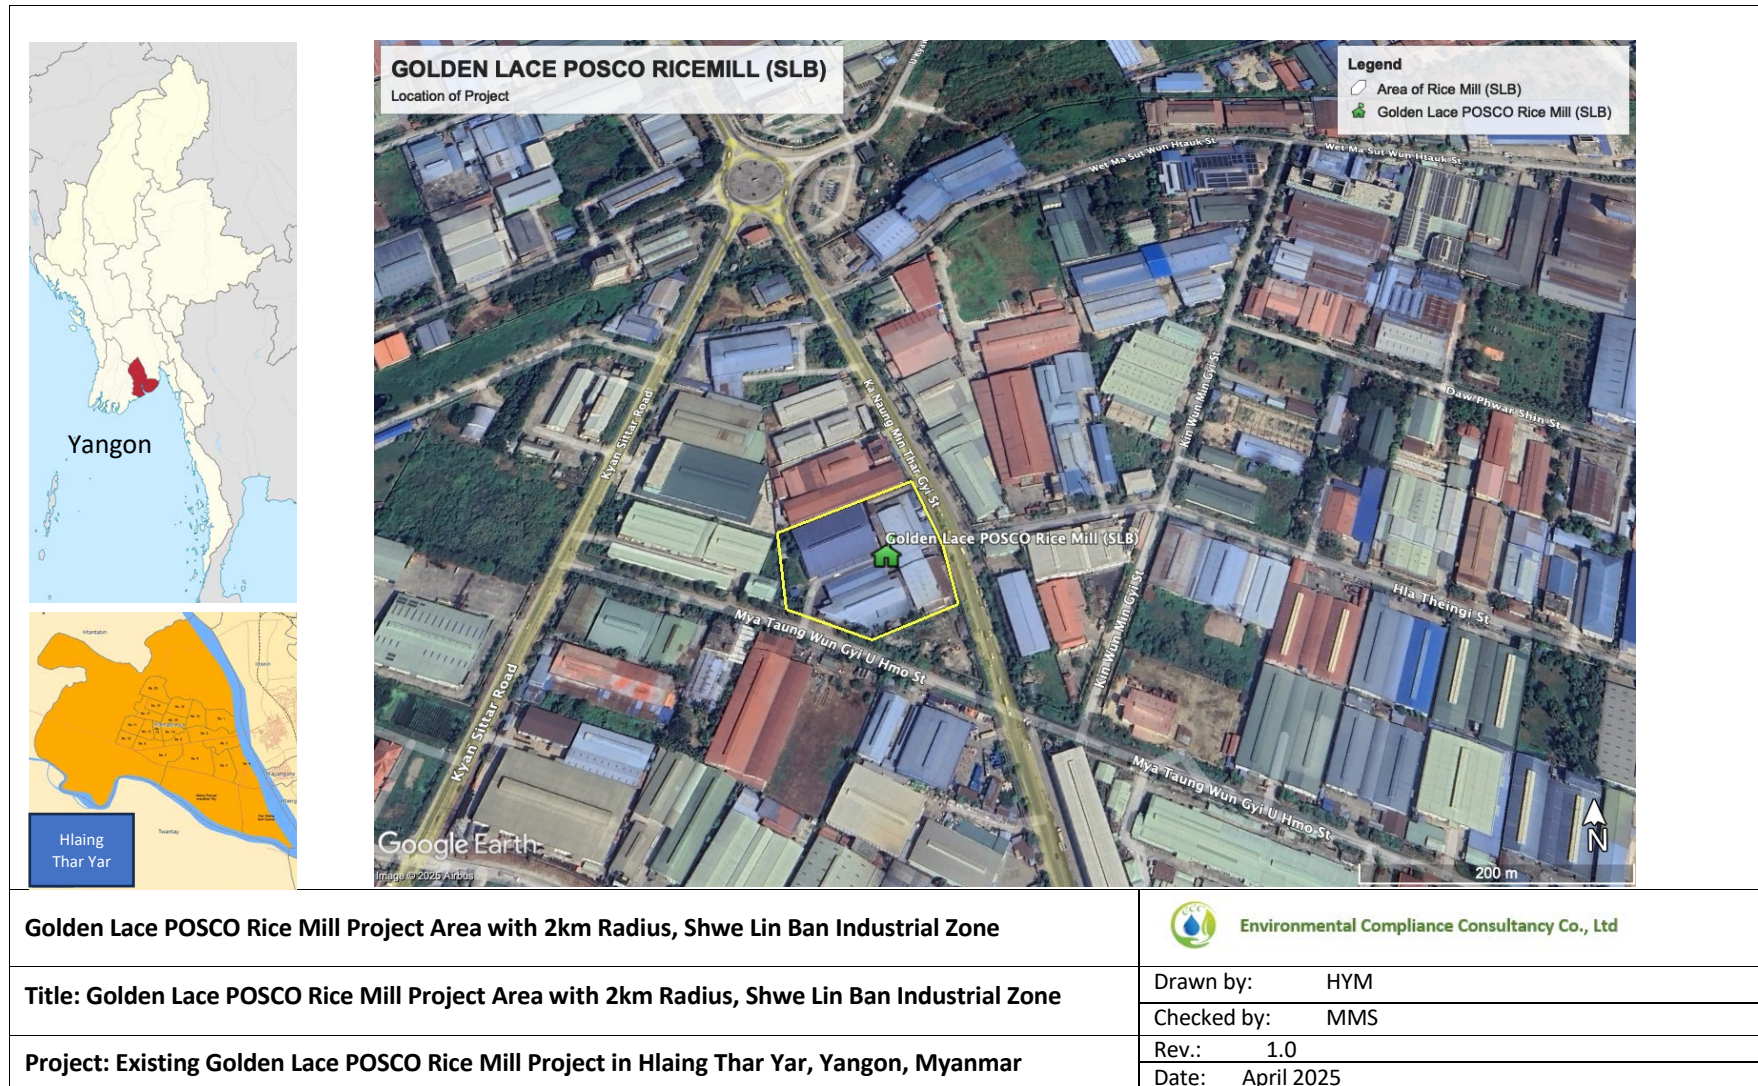 GOLDEN LACE POSCO RICEMILL (SLB)
Location of Project
Legend
Area of Rice Mill (SLB)
Golden Lace POSCO Rice Mill (SLB)
Wet Ma Sut Wun Htauk St
Wet Ma Sut Wun Htauk St
Kyan Sittar Road
Ka Naung Min Thar Gyi St
Kin Wun Min Gyi St
Daw Phwar Shin St
Golden Lace POSCO Rice Mill (SLB)
Kin Wun Min Gyi St
Hla Theingi St
Mya Taung Wun Gyi U Hmo St
Kyan Sittar Road
Mya Taung Wun Gyi U Hmo St
Google Earth
Image © 2025 Airbus
200 m
N
Yangon
Htantabin
Insein
Mayangone
Hlaing
Twantay
Hlaing
Thar Yar
Golden Lace POSCO Rice Mill Project Area with 2km Radius, Shwe Lin Ban Industrial Zone
Environmental Compliance Consultancy Co., Ltd
Title: Golden Lace POSCO Rice Mill Project Area with 2km Radius, Shwe Lin Ban Industrial Zone
Drawn by: HYM
Checked by: MMS
Project: Existing Golden Lace POSCO Rice Mill Project in Hlaing Thar Yar, Yangon, Myanmar
Rev.: 1.0
Date: April 2025